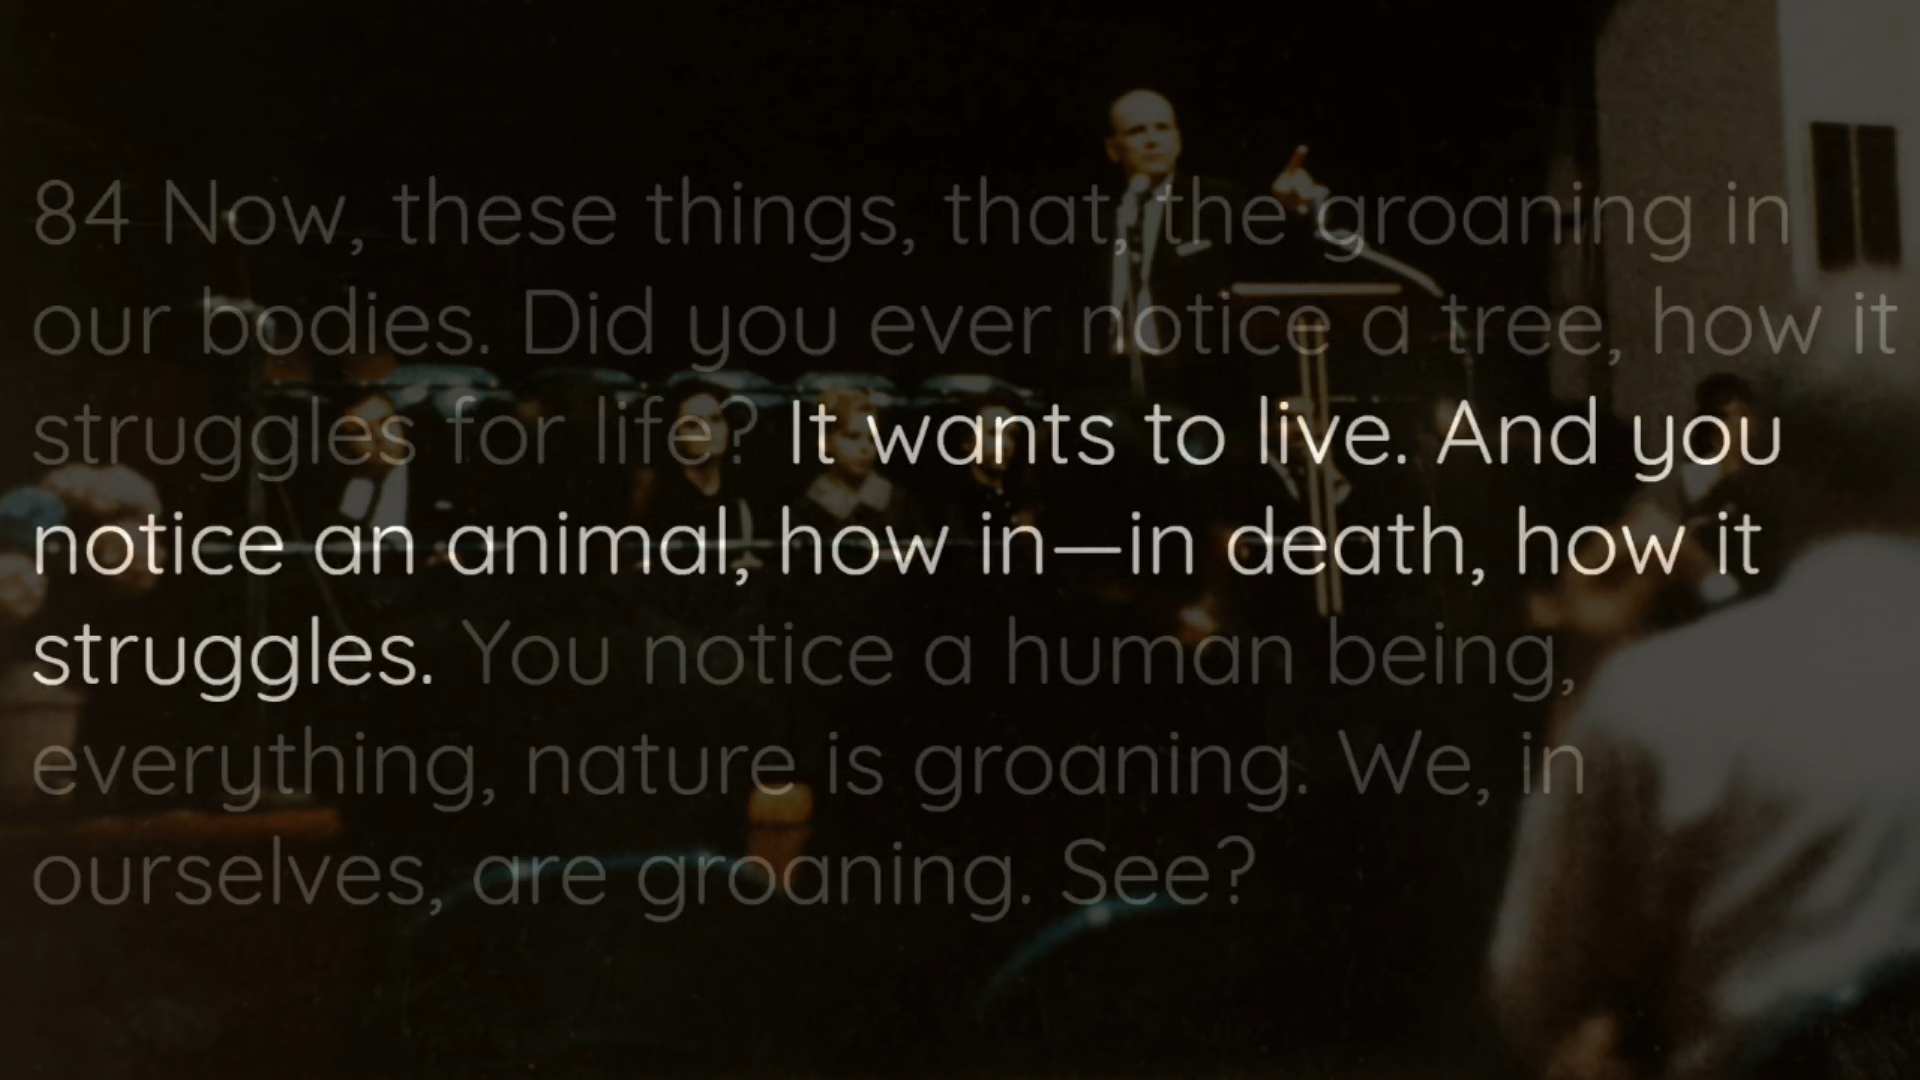 84 Now, these things, that, the groaning in
our bodies. Did you ever notice a tree, how it
struggles for life? It wants to live. And you
notice an animal, how in—in death, how it
struggles. You notice a human being,
everything, nature is groaning. We, in
ourselves, are groaning. See?